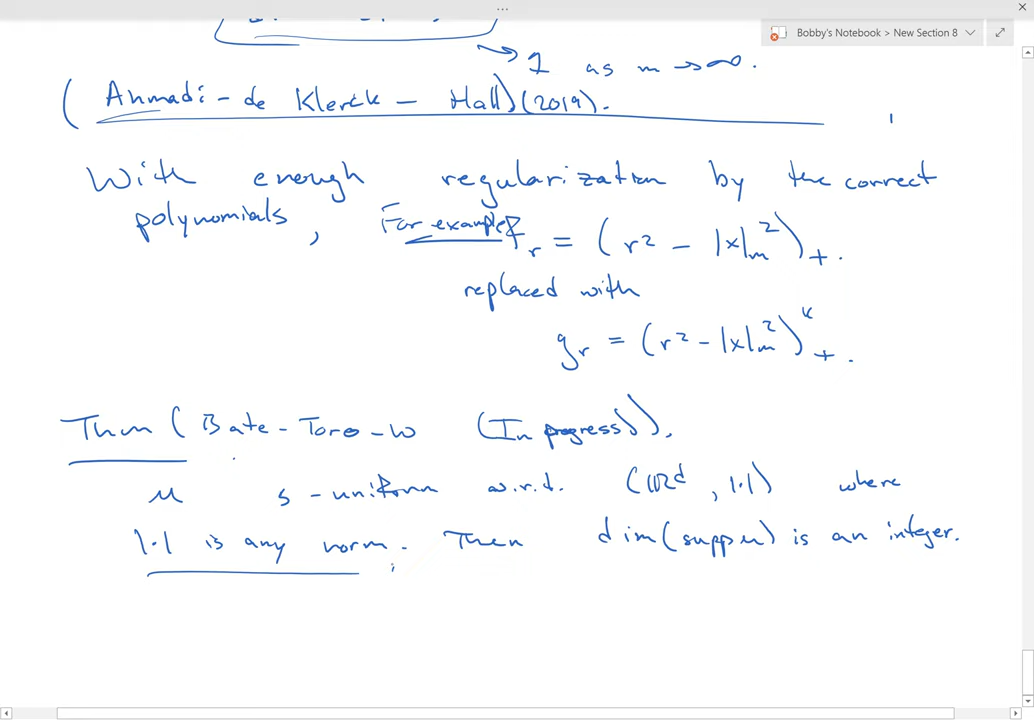 Bobby's Notebook > New Section 8
→ 1 as m → ∞.
(Ahmadi - de Klerck - Hall)(2019).
With enough regularization by the correct
polynomials, For example f_r = (r² - |x|_m²)_+.
replaced with
g_r = (r² - |x|_m²)_+^k.
Thm (Bate - Toro - W (In progress)).
μ s-uniform w.r.t. (ℝ^d, |·|) where
|·| is any norm. Then dim(supp μ) is an integer.